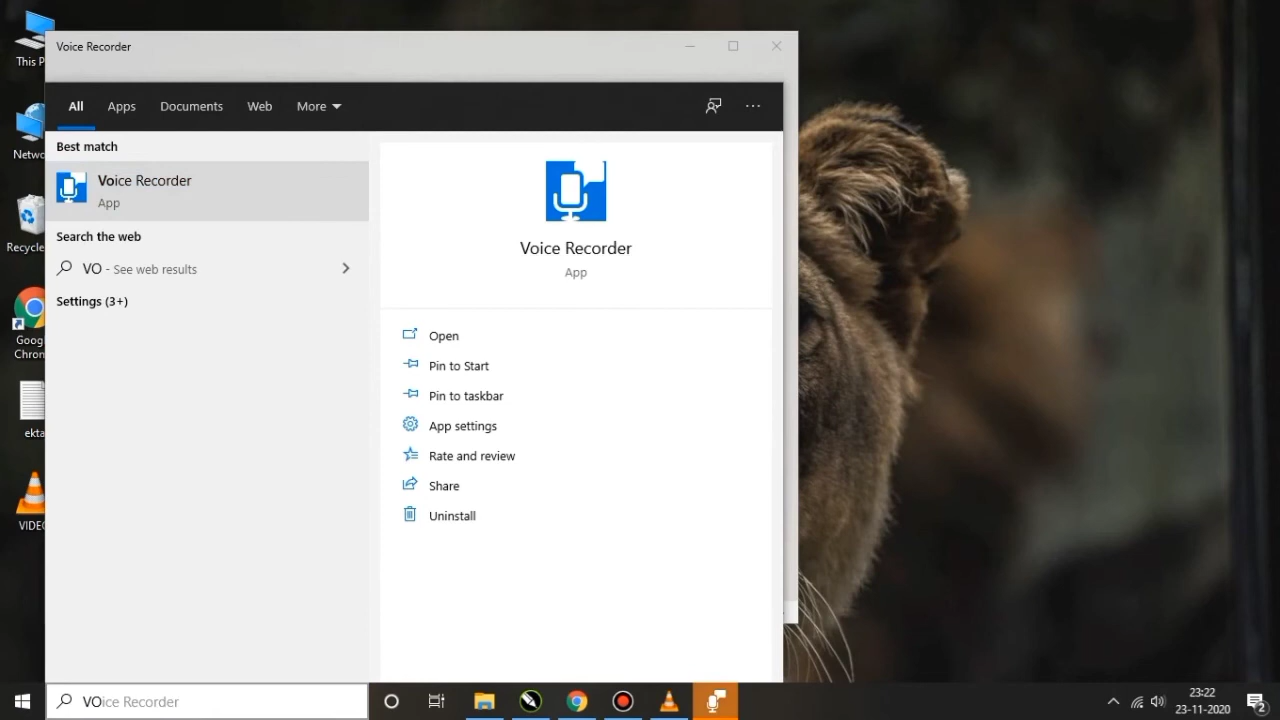 This P
Voice Recorder
All Apps Documents Web More
Best match
Voice Recorder
App
Search the web
VO - See web results
Settings (3+)
Voice Recorder
App
Open
Pin to Start
Pin to taskbar
App settings
Rate and review
Share
Uninstall
Netwo
Recycle
Goog
Chron
ekta
VIDEO
VOice Recorder
23:22
23-11-2020
2